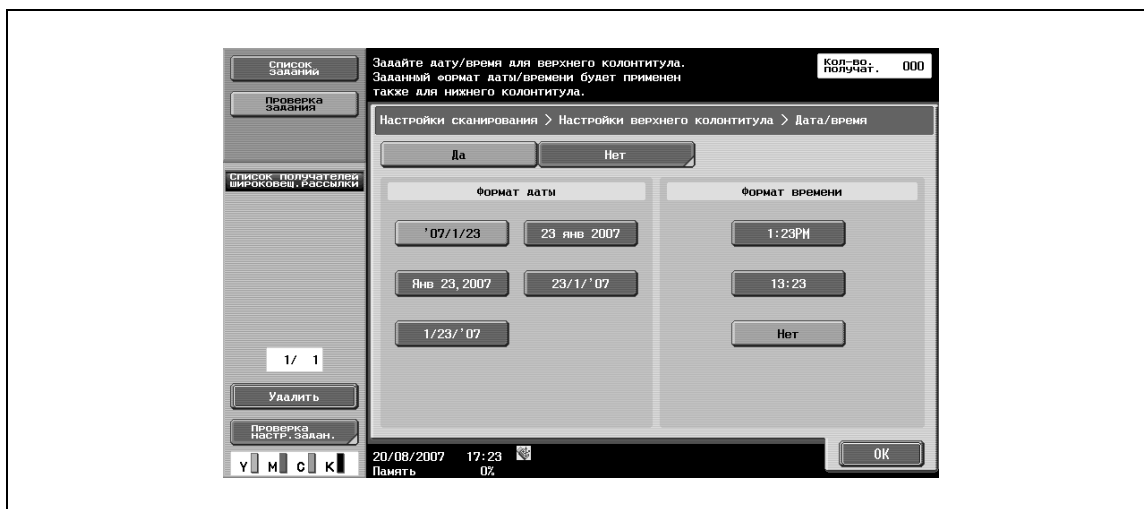 Список
заданий
Проверка
задания
Список получателей
широковещ.рассылки
1/ 1
Удалить
Проверка
настр.задан.
Y M C K
Задайте дату/время для верхнего колонтитула.
Заданный формат даты/времени будет применен
также для нижнего колонтитула.
Кол-во.
получат. 000
Настройки сканирования > Настройки верхнего колонтитула > Дата/время
Да Нет
Формат даты Формат времени
'07/1/23 23 янв 2007 1:23PM
Янв 23,2007 23/1/'07 13:23
1/23/'07 Нет
20/08/2007 17:23
Память 0%
OK